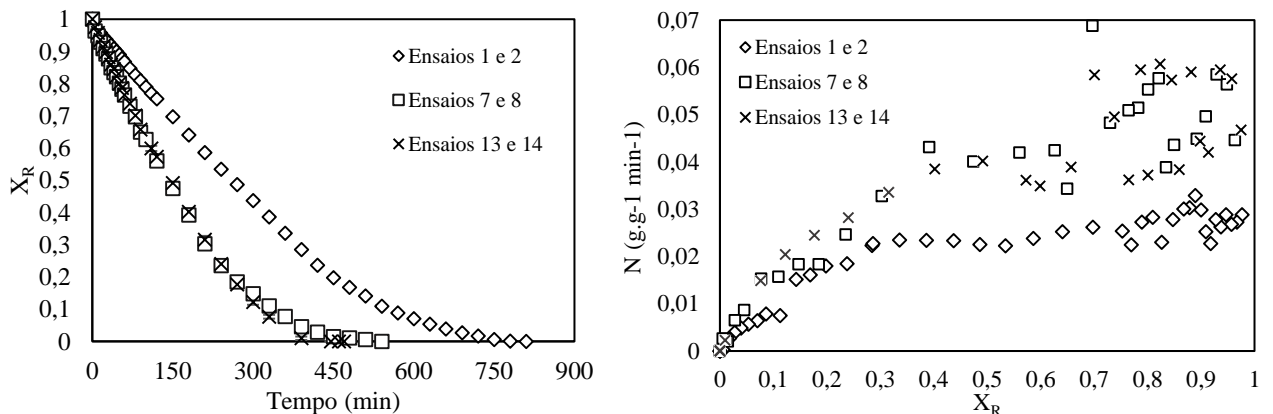 1
0,9
0,8
0,7
0,6
0,5
0,4
0,3
0,2
0,1
0
X_R
0 150 300 450 600 750 900
Tempo (min)
Ensaios 1 e 2
Ensaios 7 e 8
Ensaios 13 e 14
0,07
0,06
0,05
0,04
0,03
0,02
0,01
0
N (g.g-1 min-1)
0 0,1 0,2 0,3 0,4 0,5 0,6 0,7 0,8 0,9 1
X_R
Ensaios 1 e 2
Ensaios 7 e 8
Ensaios 13 e 14